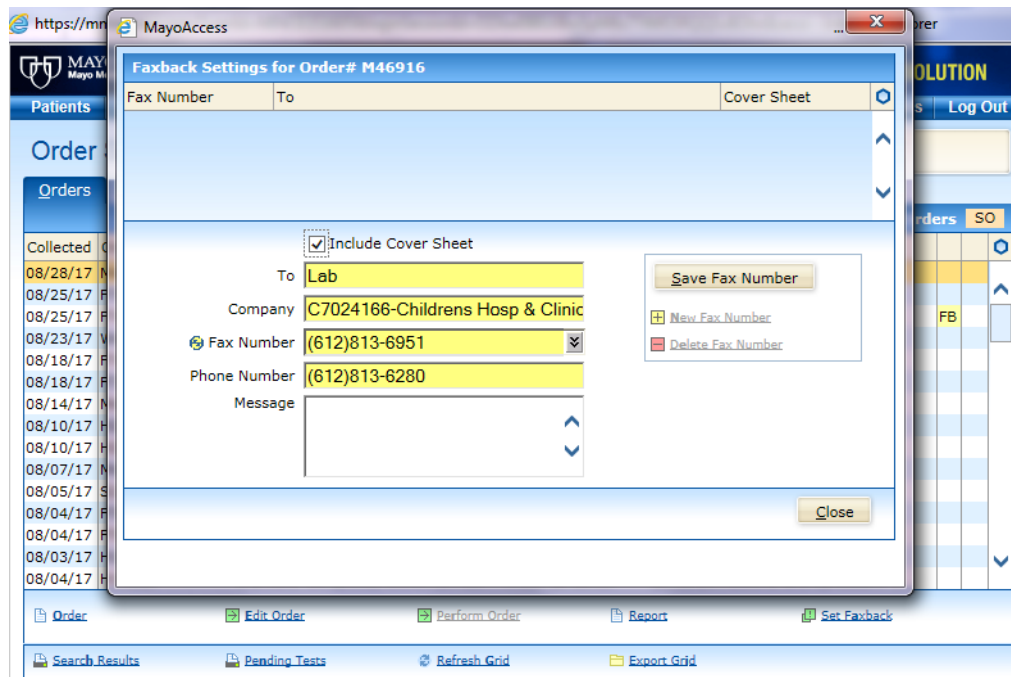 https://mn
MayoAccess
...
rer
MAY
Mayo M
OLUTION
Patients
s Log Out
Faxback Settings for Order# M46916
Fax Number To Cover Sheet
Order
Orders
rders SO
Include Cover Sheet
To Lab
Save Fax Number
Company C7024166-Childrens Hosp & Clinic
New Fax Number
Fax Number (612)813-6951
Delete Fax Number
Phone Number (612)813-6280
Message
Close
Collected
08/28/17
08/25/17 F
08/25/17 F FB
08/23/17
08/18/17 F
08/18/17 F
08/14/17
08/10/17 H
08/10/17 H
08/07/17
08/05/17 S
08/04/17 F
08/04/17 F
08/03/17 H
08/04/17 H
Order Edit Order Perform Order Report Set Faxback
Search Results Pending Tests Refresh Grid Export Grid